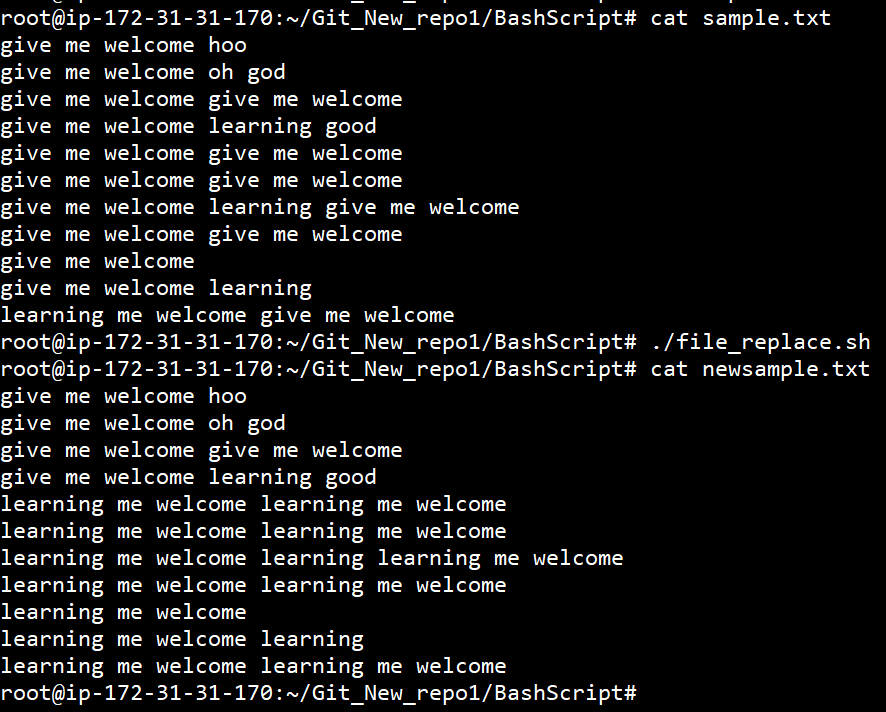 root@ip-172-31-31-170:~/Git_New_repo1/BashScript# cat sample.txt
give me welcome hoo
give me welcome oh god
give me welcome give me welcome
give me welcome learning good
give me welcome give me welcome
give me welcome give me welcome
give me welcome learning give me welcome
give me welcome give me welcome
give me welcome
give me welcome learning
learning me welcome give me welcome
root@ip-172-31-31-170:~/Git_New_repo1/BashScript# ./file_replace.sh
root@ip-172-31-31-170:~/Git_New_repo1/BashScript# cat newsample.txt
give me welcome hoo
give me welcome oh god
give me welcome give me welcome
give me welcome learning good
learning me welcome learning me welcome
learning me welcome learning me welcome
learning me welcome learning learning me welcome
learning me welcome learning me welcome
learning me welcome
learning me welcome learning
learning me welcome learning me welcome
root@ip-172-31-31-170:~/Git_New_repo1/BashScript#